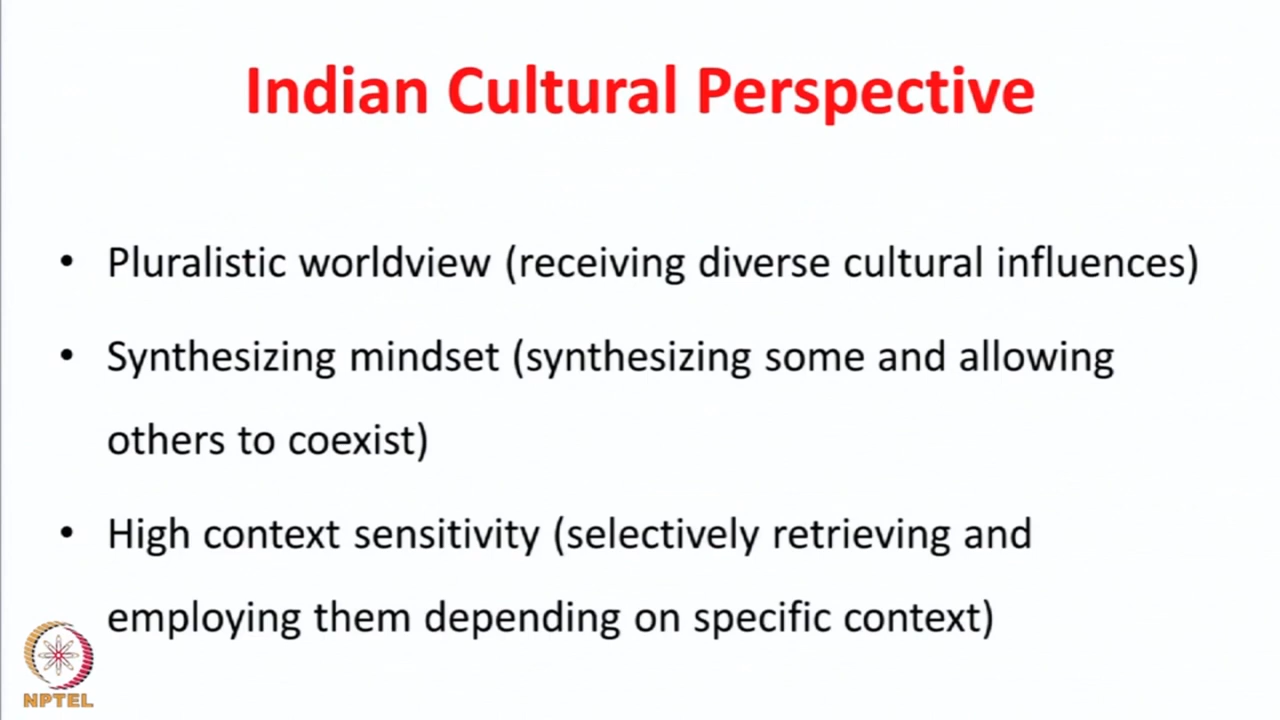 Indian Cultural Perspective
• Pluralistic worldview (receiving diverse cultural influences)
• Synthesizing mindset (synthesizing some and allowing
others to coexist)
• High context sensitivity (selectively retrieving and
employing them depending on specific context)
NPTEL